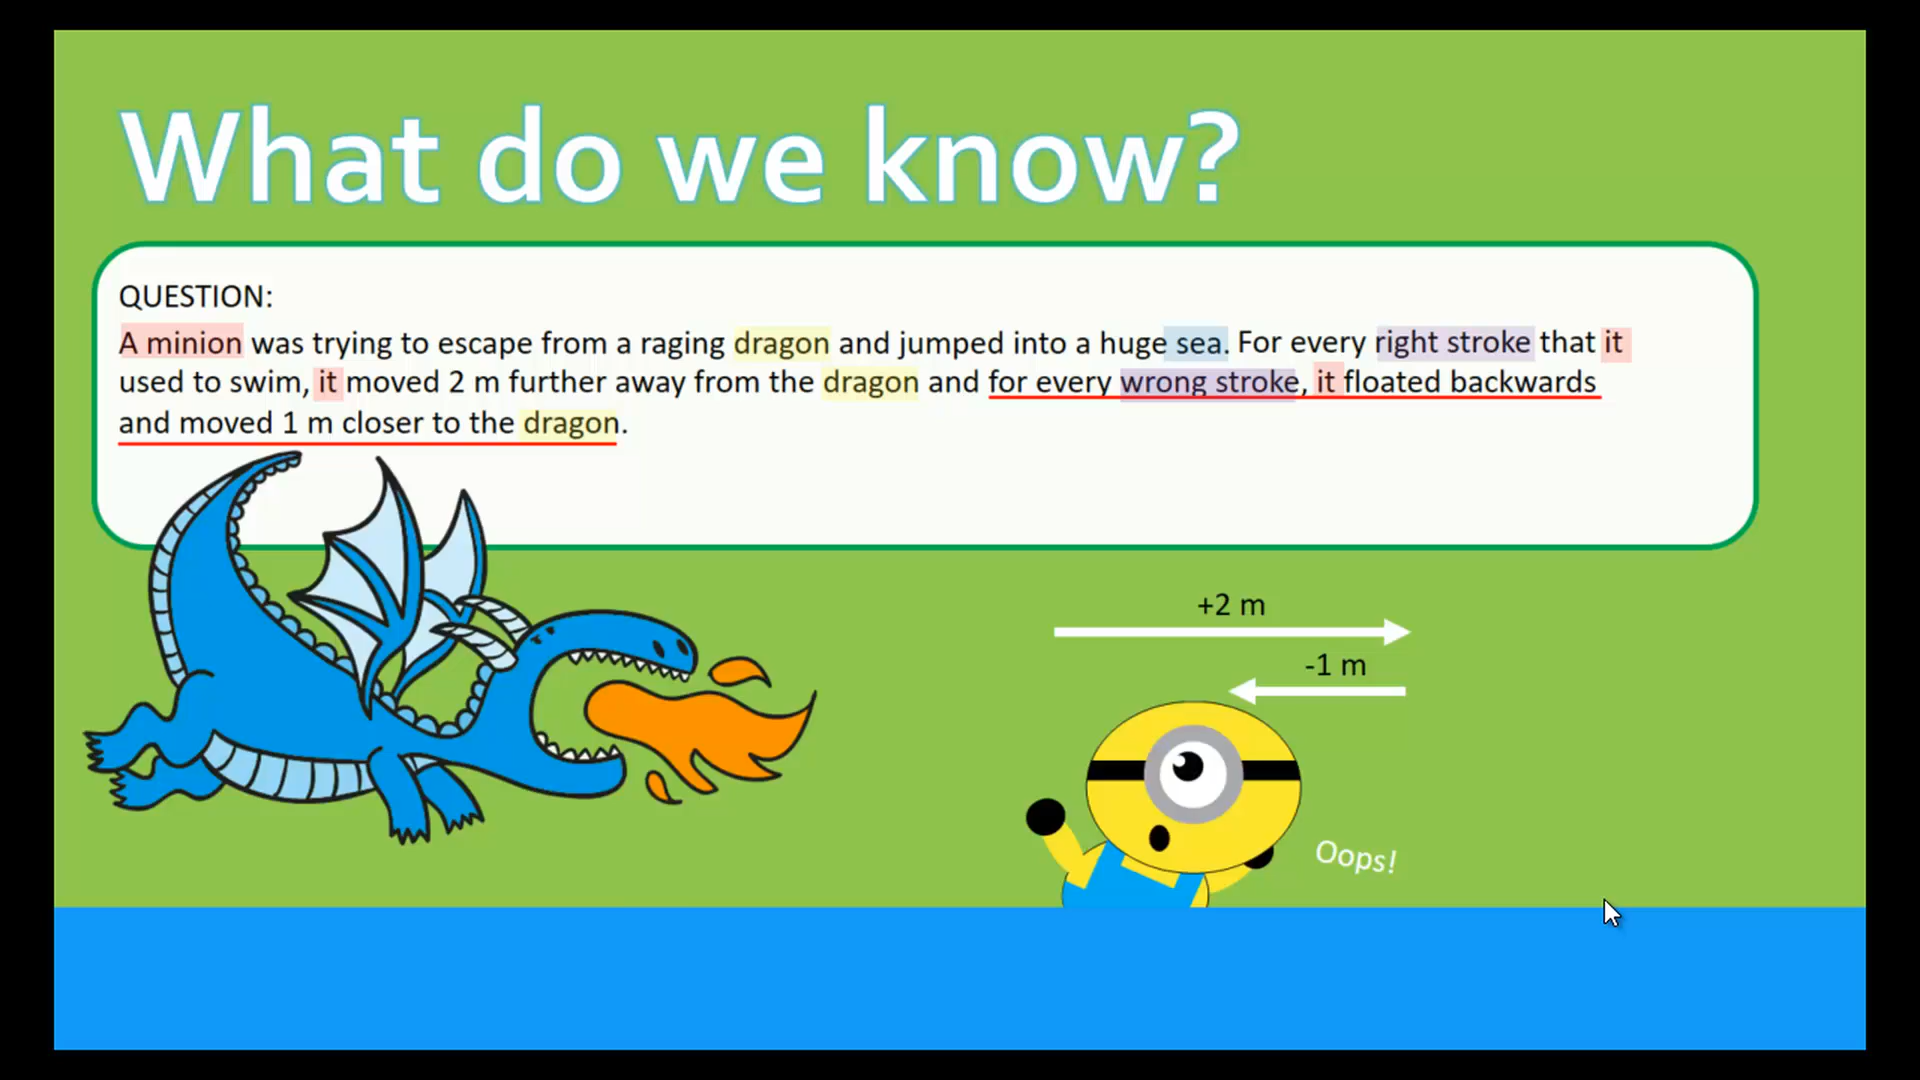 What do we know?
QUESTION:
A minion was trying to escape from a raging dragon and jumped into a huge sea. For every right stroke that it
used to swim, it moved 2 m further away from the dragon and for every wrong stroke, it floated backwards
and moved 1 m closer to the dragon.
+2 m
-1 m
Oops!